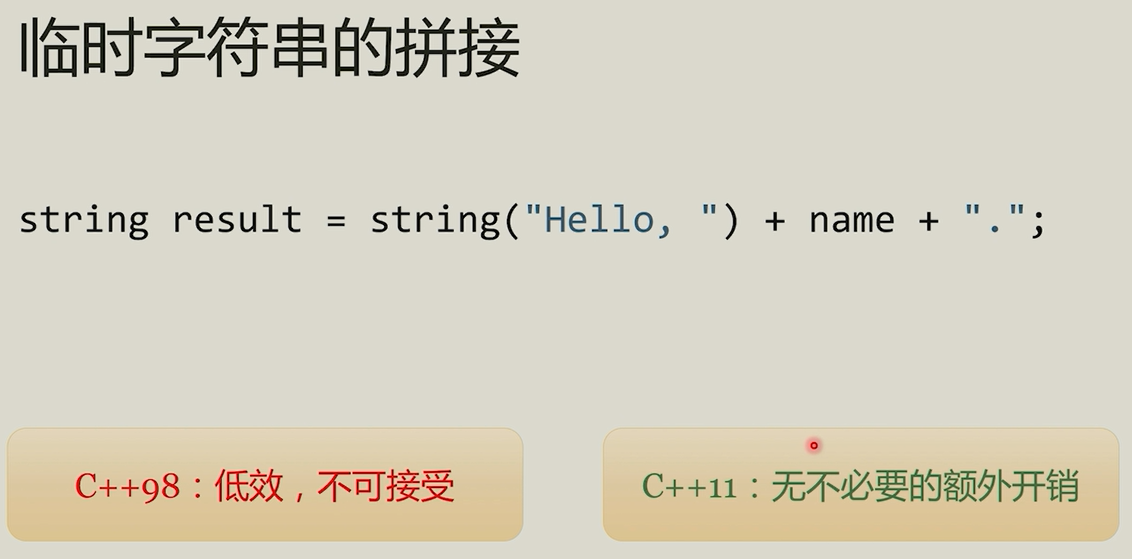 临时字符串的拼接
string result = string("Hello, ") + name + ".";
C++98：低效，不可接受
C++11：无不必要的额外开销